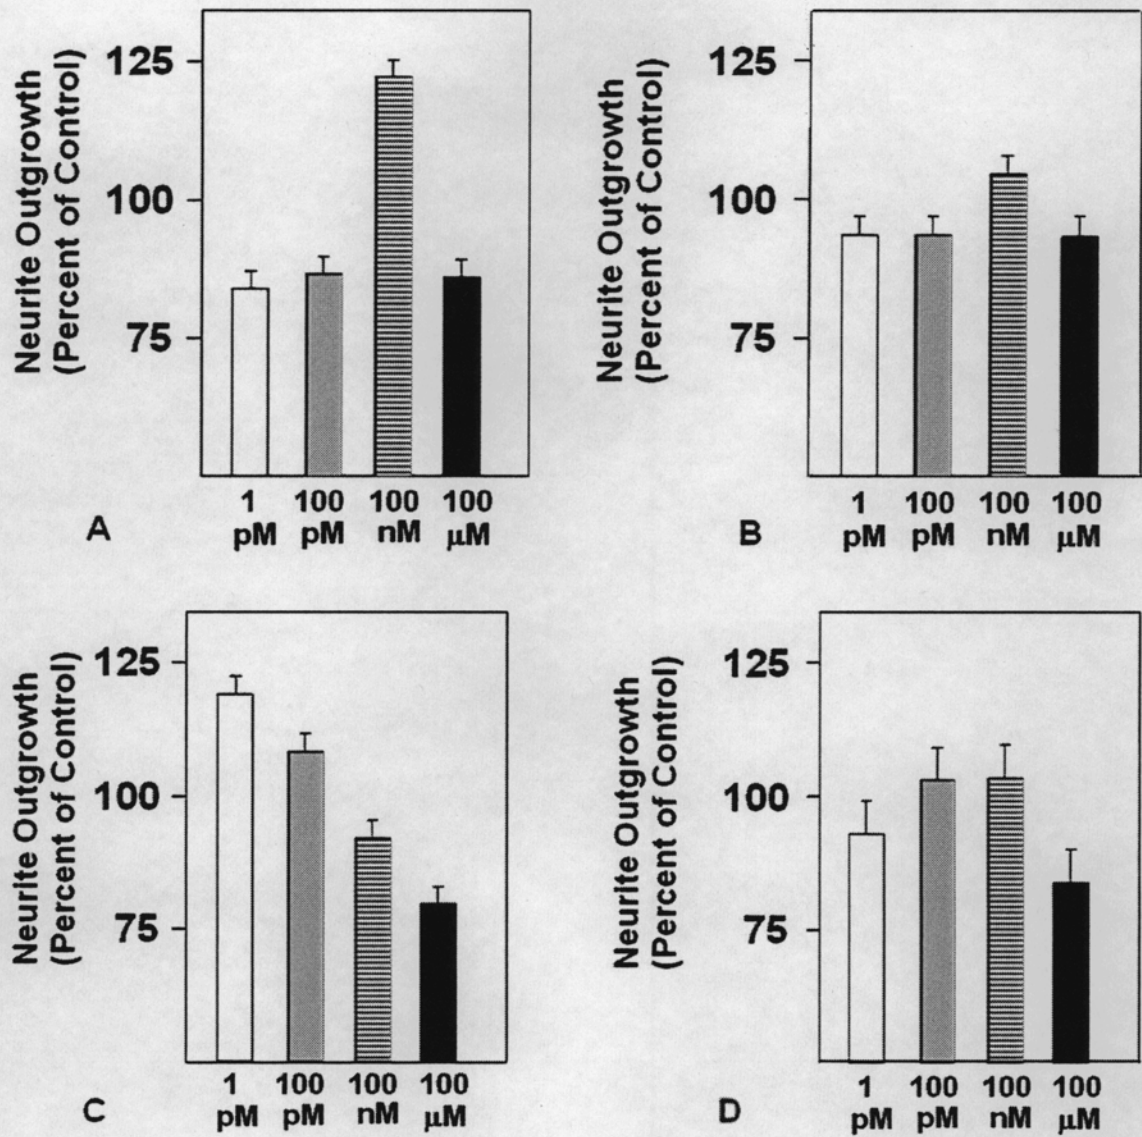 Neurite Outgrowth
(Percent of Control)
125
100
75
1
pM
100
pM
100
nM
100
µM
A
Neurite Outgrowth
(Percent of Control)
125
100
75
1
pM
100
pM
100
nM
100
µM
B
Neurite Outgrowth
(Percent of Control)
125
100
75
1
pM
100
pM
100
nM
100
µM
C
Neurite Outgrowth
(Percent of Control)
125
100
75
1
pM
100
pM
100
nM
100
µM
D